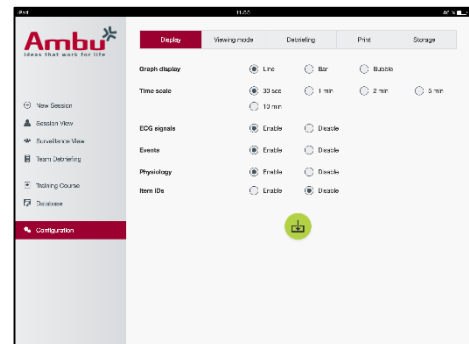 iPad 11:33
Ambu
Ideas that work for life
Display Viewing mode Debriefing Print Storage
Graph display Line Bar Bubble
Time scale 30 sec 1 min 2 min 5 min
10 min
New Session
Session View
ECG signals Enable Disable
Surveillance View
Events Enable Disable
Team Debriefing
Physiology Enable Disable
Training Course
Item IDs Enable Disable
Database
Configuration